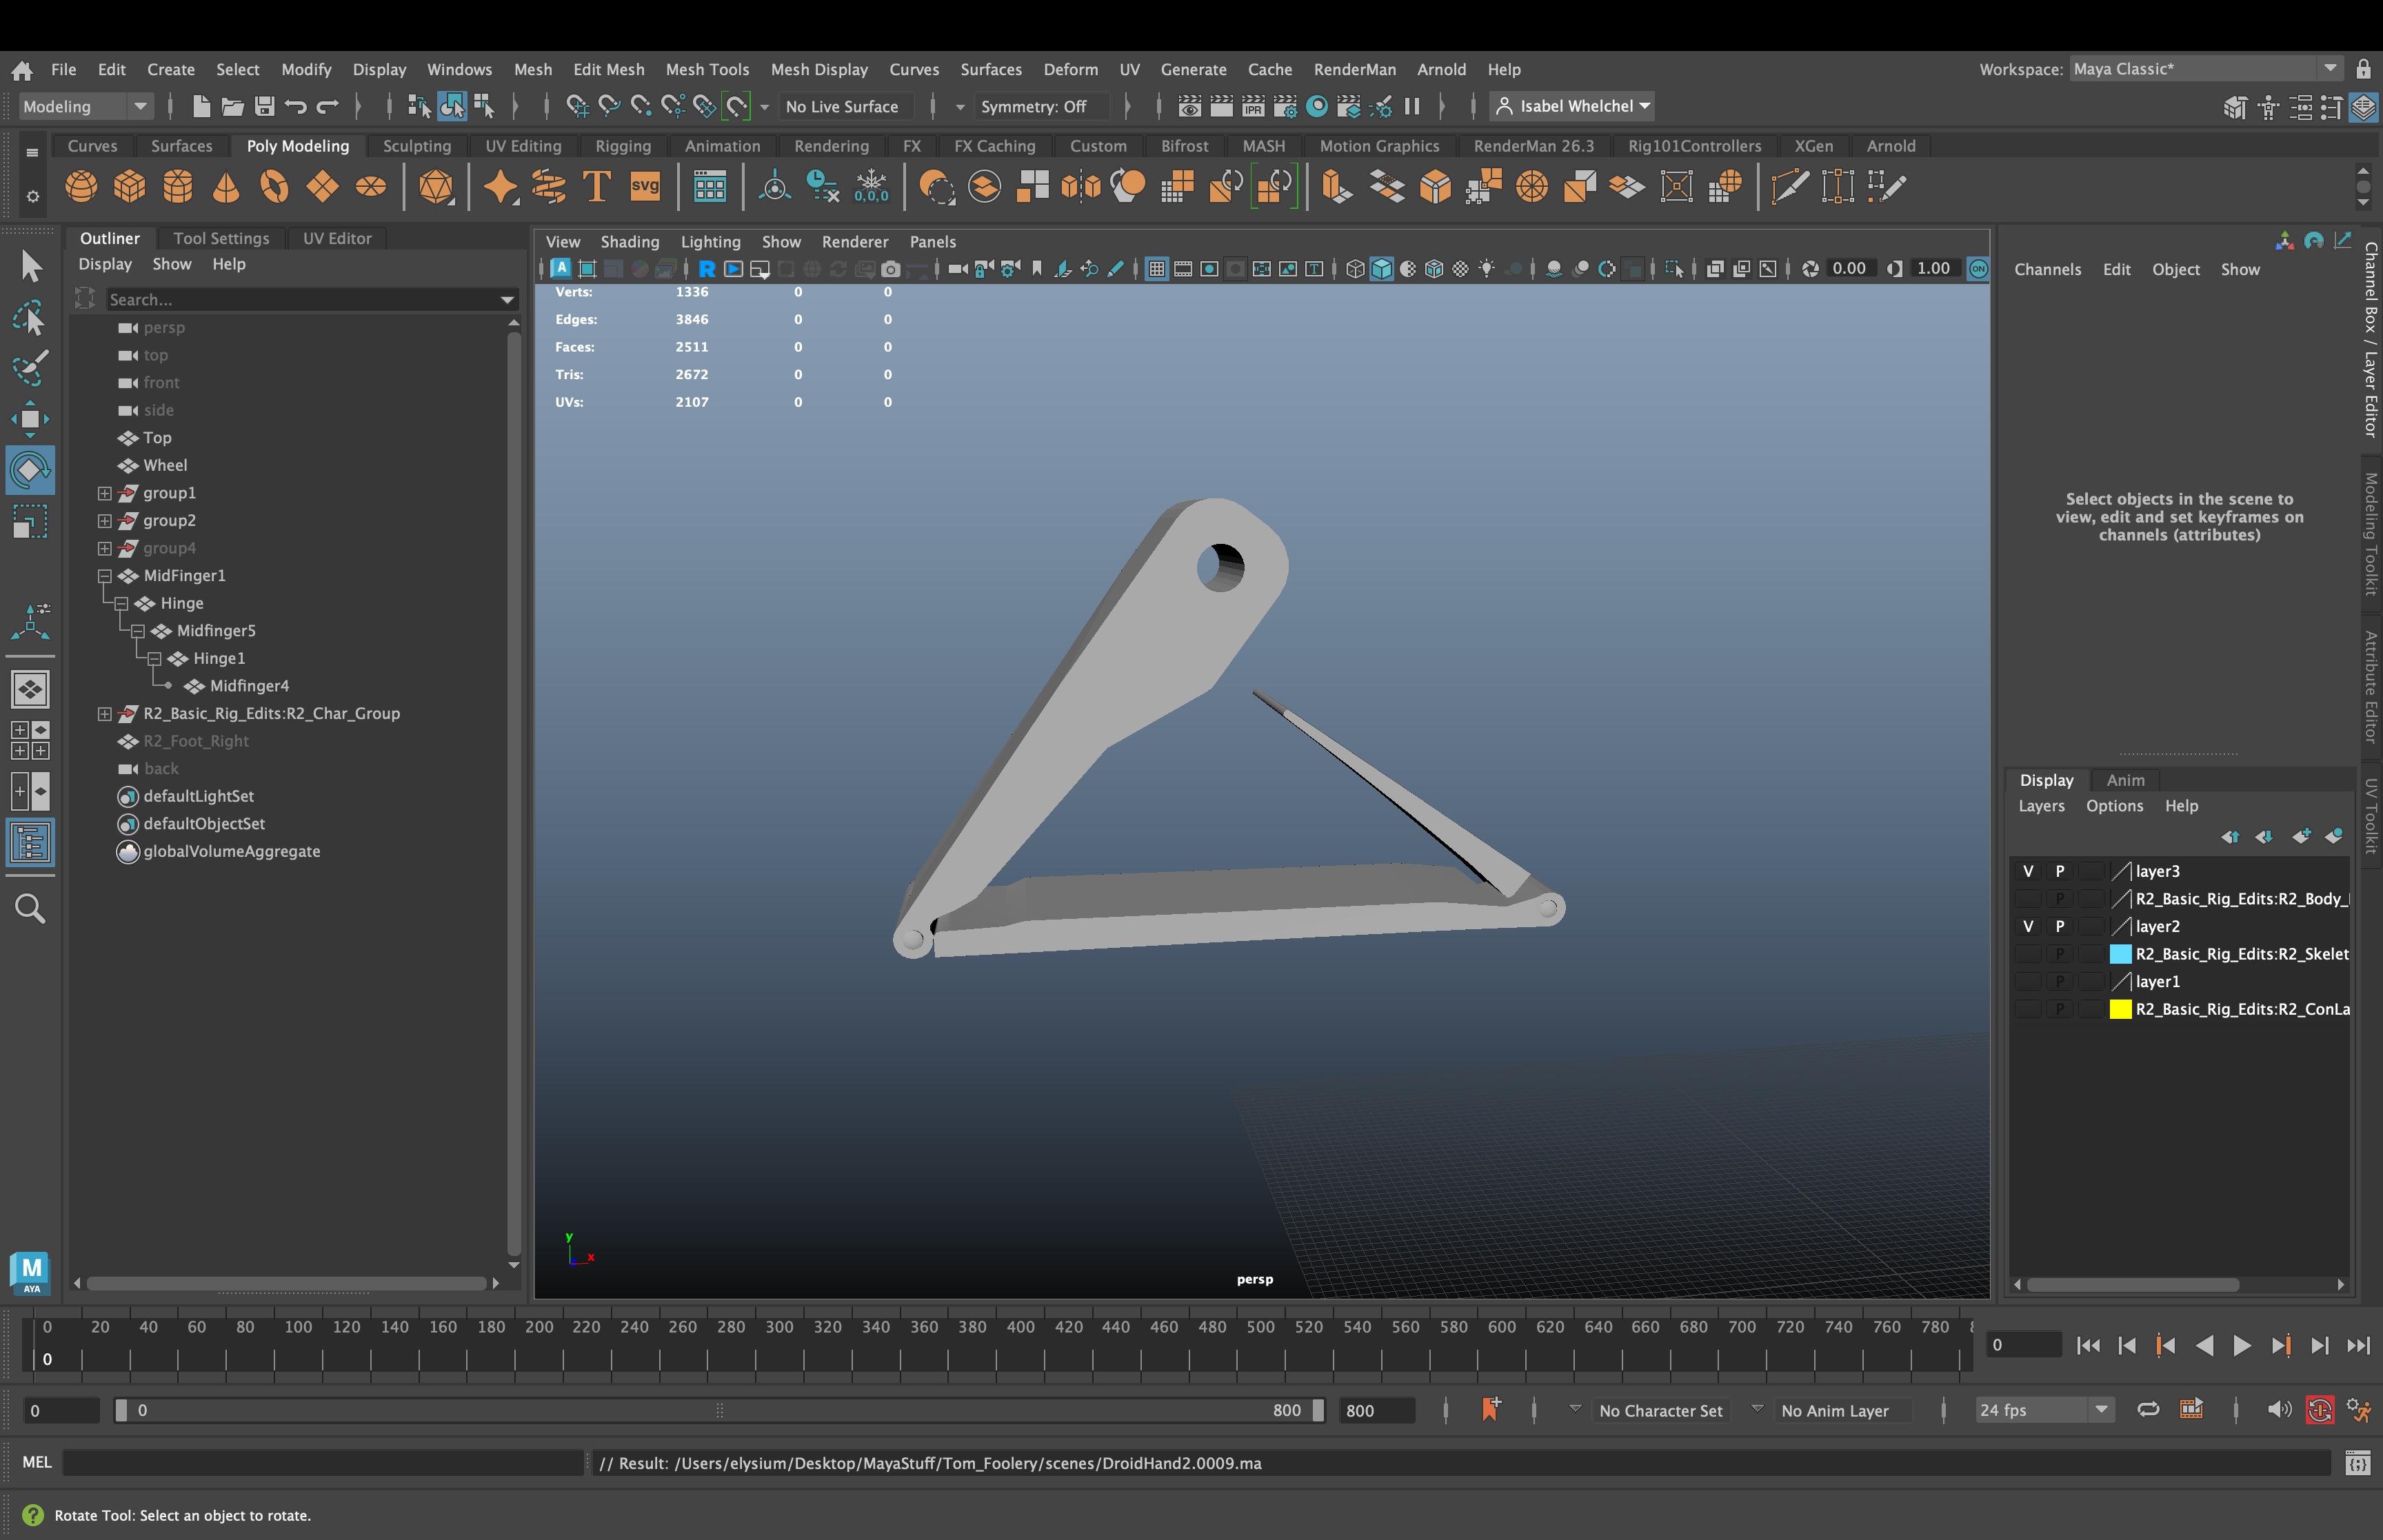 File Edit Create Select Modify Display Windows Mesh Edit Mesh Mesh Tools Mesh Display Curves Surfaces Deform UV Generate Cache RenderMan Arnold Help Workspace: Maya Classic*
Modeling No Live Surface Symmetry: Off IPR Isabel Whelchel
Curves Surfaces Poly Modeling Sculpting UV Editing Rigging Animation Rendering FX FX Caching Custom Bifrost MASH Motion Graphics RenderMan 26.3 Rig101Controllers XGen Arnold
T svg 0,0,0
Outliner Tool Settings UV Editor
Display Show Help
Search...
persp
top
front
side
Top
Wheel
group1
group2
group4
MidFinger1
Hinge
Midfinger5
Hinge1
Midfinger4
R2_Basic_Rig_Edits:R2_Char_Group
R2_Foot_Right
back
defaultLightSet
defaultObjectSet
globalVolumeAggregate
M
AYA
View Shading Lighting Show Renderer Panels
A R T 0.00 1.00 ON
Verts: 1336 0 0
Edges: 3846 0 0
Faces: 2511 0 0
Tris: 2672 0 0
UVs: 2107 0 0
y
x
persp
Channels Edit Object Show
Select objects in the scene to
view, edit and set keyframes on
channels (attributes)
Channel Box / Layer Editor
Modeling Toolkit
Attribute Editor
UV Toolkit
Display Anim
Layers Options Help
V P layer3
P R2_Basic_Rig_Edits:R2_Body_
V P layer2
P R2_Basic_Rig_Edits:R2_Skelet
P layer1
P R2_Basic_Rig_Edits:R2_ConLa
0 20 40 60 80 100 120 140 160 180 200 220 240 260 280 300 320 340 360 380 400 420 440 460 480 500 520 540 560 580 600 620 640 660 680 700 720 740 760 780
0
0
0 0 800 800 No Character Set No Anim Layer 24 fps
MEL // Result: /Users/elysium/Desktop/MayaStuff/Tom_Foolery/scenes/DroidHand2.0009.ma
? Rotate Tool: Select an object to rotate.